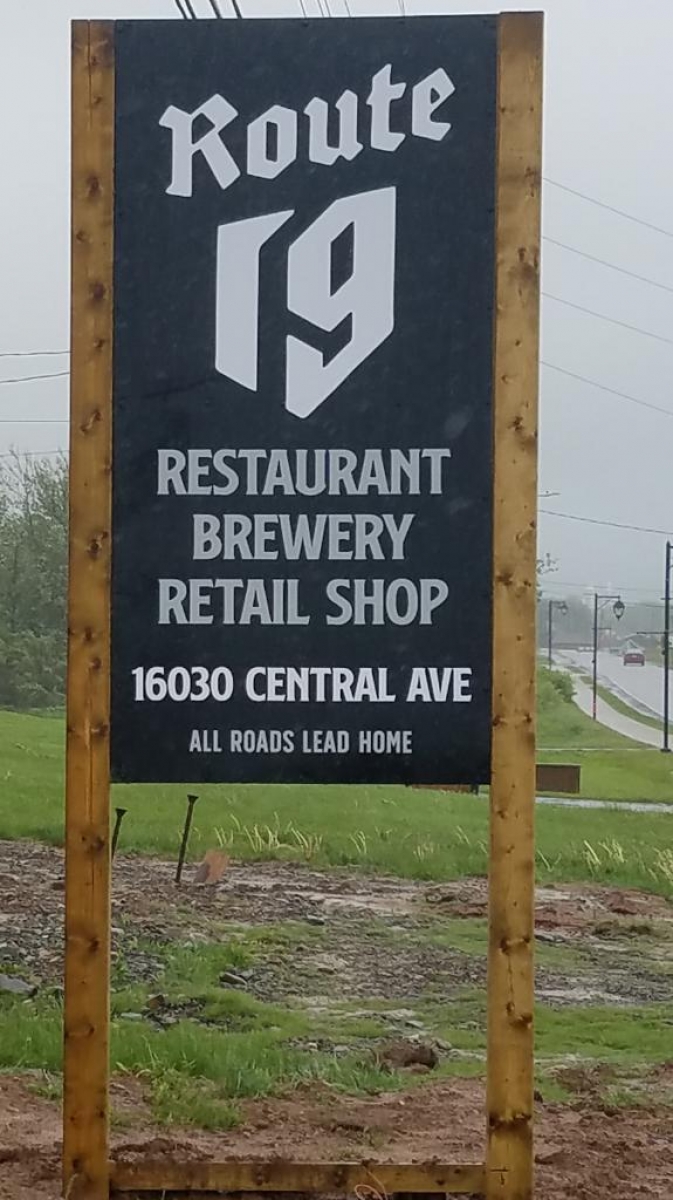 Route
19
RESTAURANT
BREWERY
RETAIL SHOP
16030 CENTRAL AVE
ALL ROADS LEAD HOME